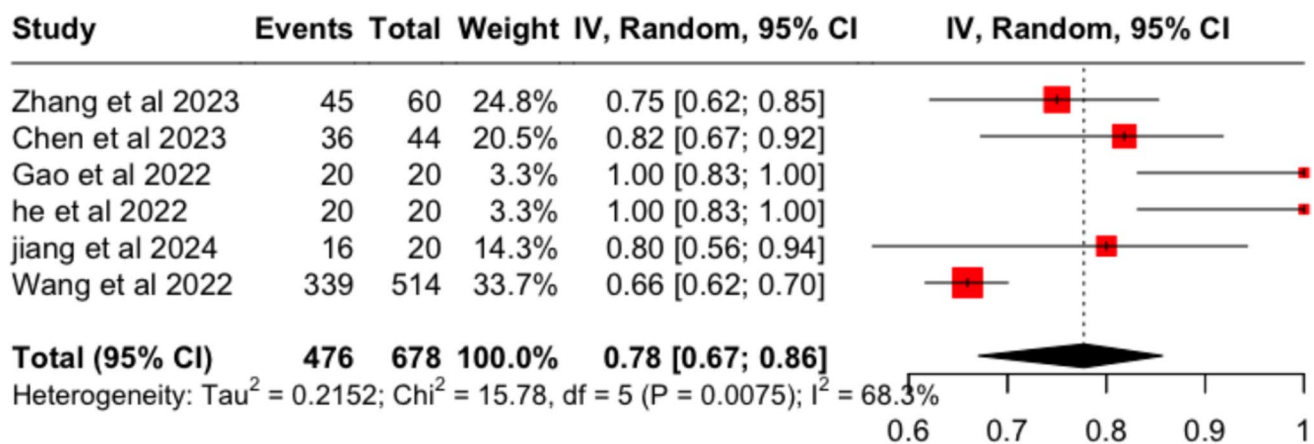 Study Events Total Weight IV, Random, 95% CI IV, Random, 95% CI
Zhang et al 2023 45 60 24.8% 0.75 [0.62; 0.85]
Chen et al 2023 36 44 20.5% 0.82 [0.67; 0.92]
Gao et al 2022 20 20 3.3% 1.00 [0.83; 1.00]
he et al 2022 20 20 3.3% 1.00 [0.83; 1.00]
jiang et al 2024 16 20 14.3% 0.80 [0.56; 0.94]
Wang et al 2022 339 514 33.7% 0.66 [0.62; 0.70]
Total (95% CI) 476 678 100.0% 0.78 [0.67; 0.86]
Heterogeneity: Tau² = 0.2152; Chi² = 15.78, df = 5 (P = 0.0075); I² = 68.3%
0.6 0.7 0.8 0.9 1